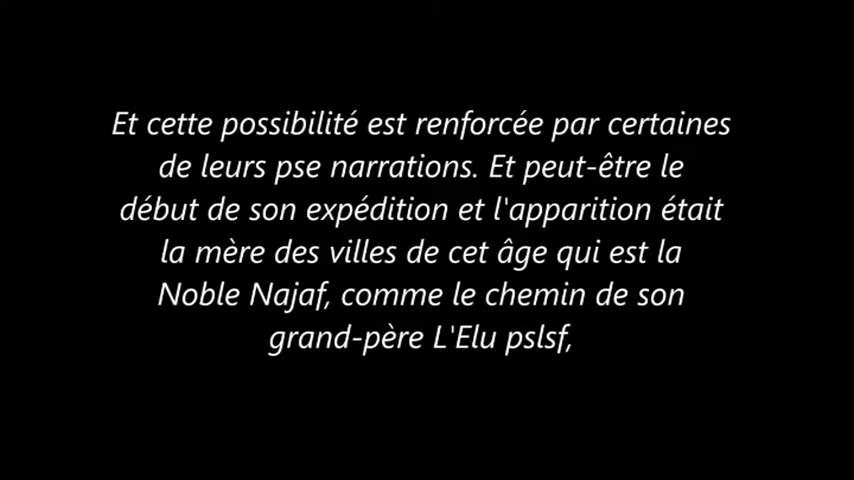 Et cette possibilité est renforcée par certaines
de leurs pse narrations. Et peut-être le
début de son expédition et l'apparition était
la mère des villes de cet âge qui est la
Noble Najaf, comme le chemin de son
grand-père L'Elu pslsf,